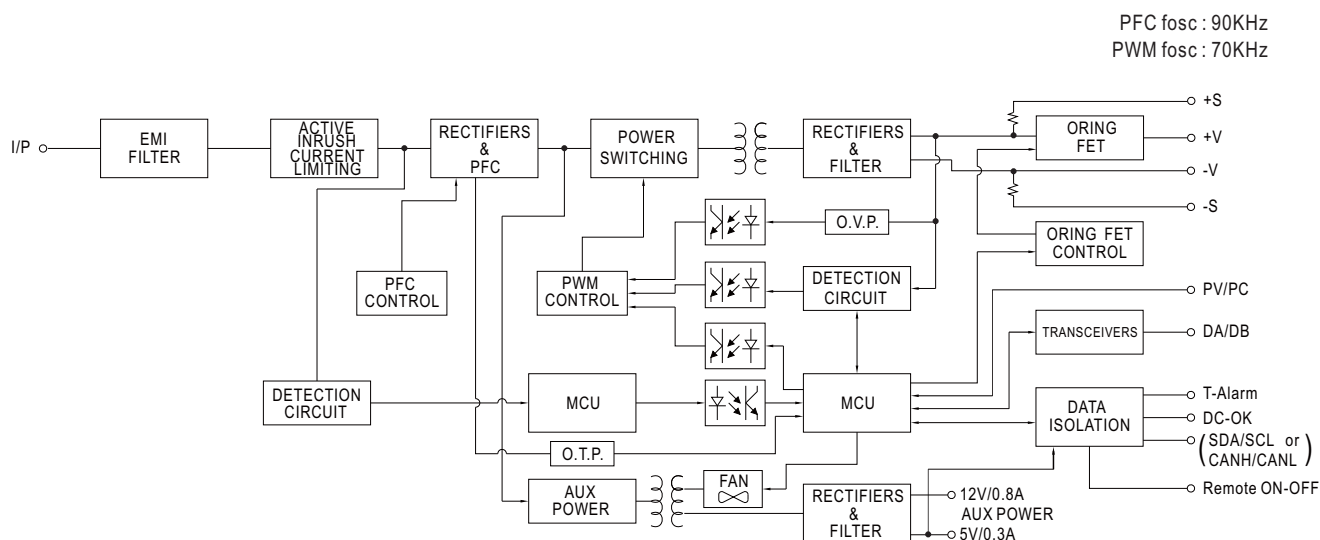 PFC fosc : 90KHz
PWM fosc : 70KHz
I/P
EMI
FILTER
ACTIVE
INRUSH
CURRENT
LIMITING
RECTIFIERS
&
PFC
POWER
SWITCHING
RECTIFIERS
&
FILTER
ORING
FET
+S
+V
-V
-S
O.V.P.
ORING FET
CONTROL
PFC
CONTROL
PWM
CONTROL
DETECTION
CIRCUIT
PV/PC
TRANSCEIVERS
DA/DB
DETECTION
CIRCUIT
MCU
MCU
DATA
ISOLATION
T-Alarm
DC-OK
(SDA/SCL or
CANH/CANL)
Remote ON-OFF
O.T.P.
AUX
POWER
FAN
RECTIFIERS
&
FILTER
12V/0.8A
AUX POWER
5V/0.3A